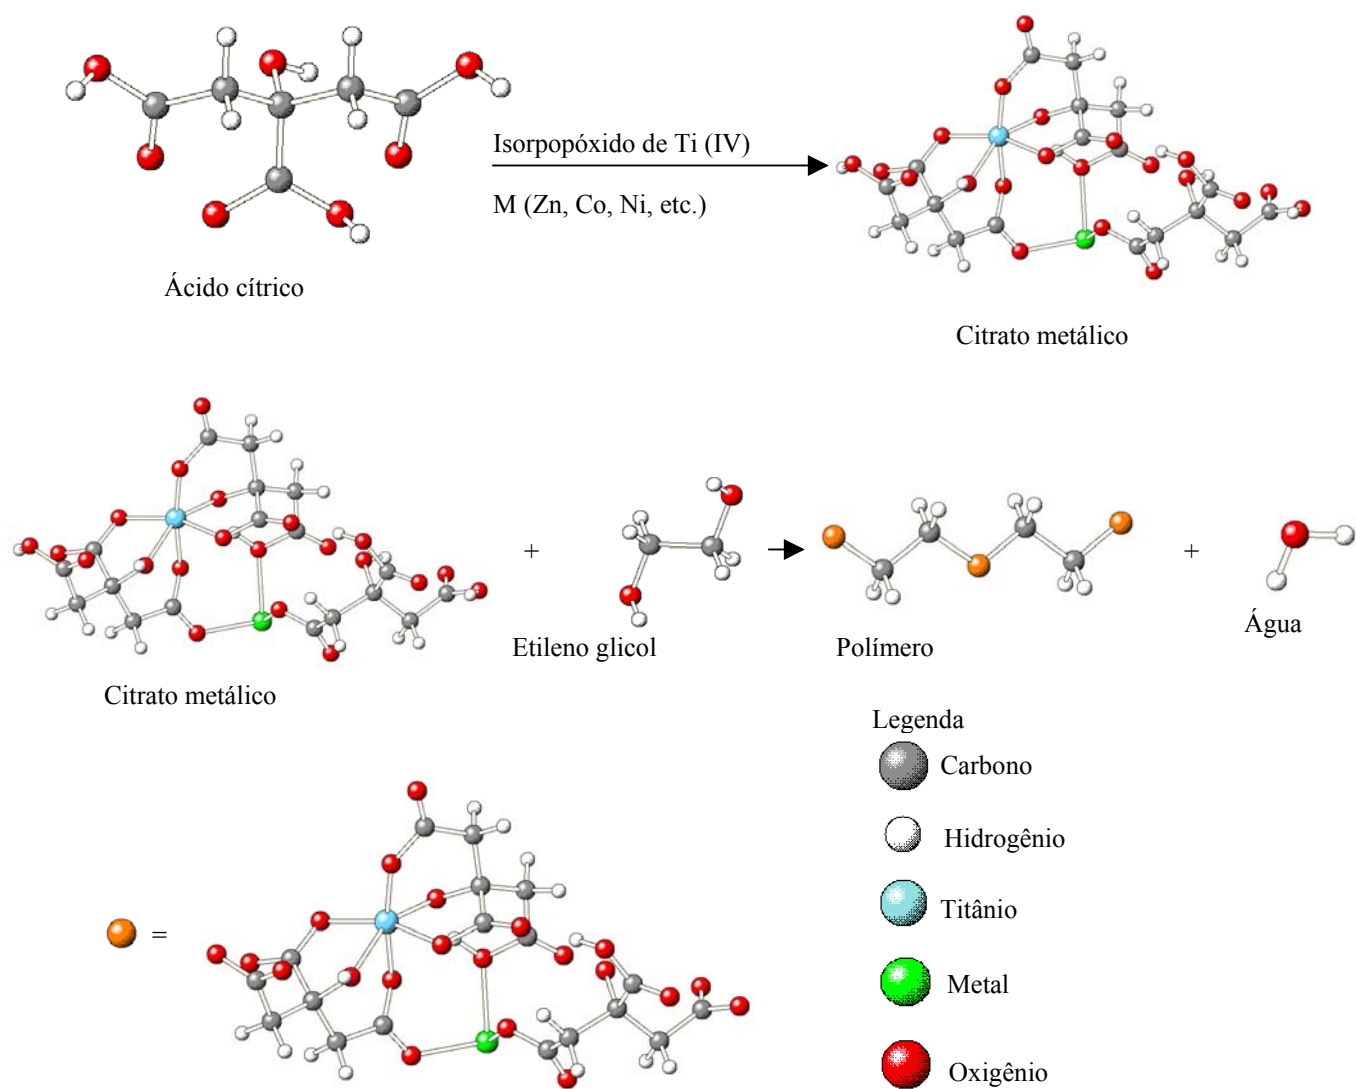 Isorpopóxido de Ti (IV)
M (Zn, Co, Ni, etc.)
Ácido cítrico
Citrato metálico
+
+
Etileno glicol
Polímero
Água
Citrato metálico
Legenda
Carbono
Hidrogênio
Titânio
=
Metal
Oxigênio